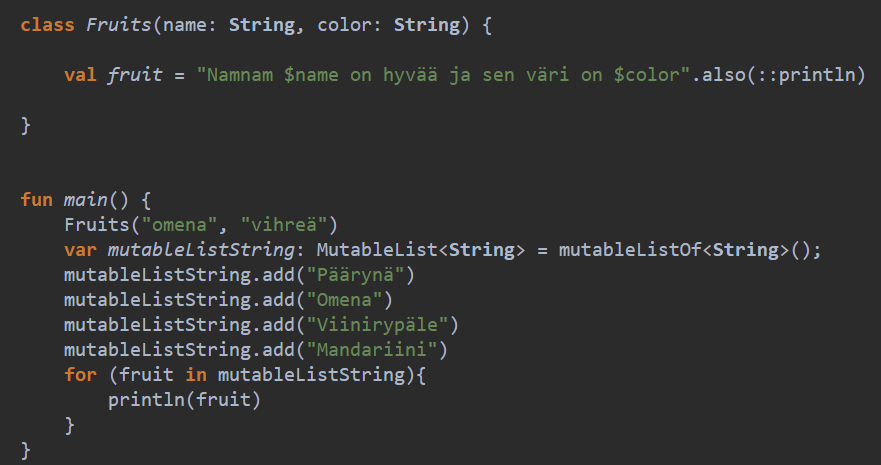 class Fruits(name: String, color: String) {
val fruit = "Namnam $name on hyvää ja sen väri on $color".also(::println)
}
fun main() {
Fruits("omena", "vihreä")
var mutableListString: MutableList<String> = mutableListOf<String>();
mutableListString.add("Päärynä")
mutableListString.add("Omena")
mutableListString.add("Viinirypäle")
mutableListString.add("Mandariini")
for (fruit in mutableListString){
println(fruit)
}
}